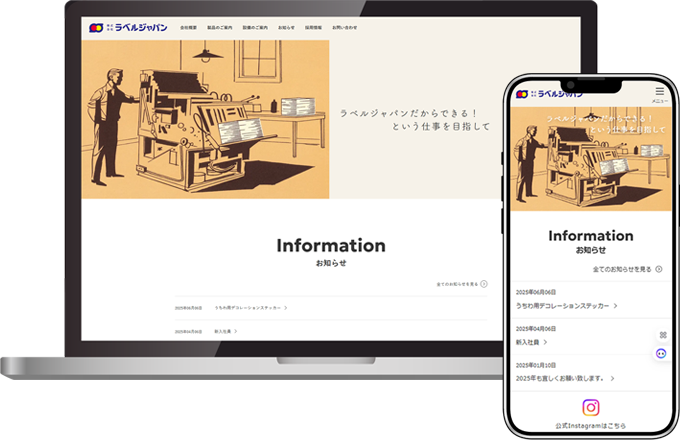 株式会社 ラベルジャパン
会社概要 製品のご案内 設備のご案内 お知らせ 採用情報 お問い合わせ
ラベルジャパンだからできる！
という仕事を目指して
Information
お知らせ
全てのお知らせを見る
2025年06月06日 うちわ用デコレーションステッカー
2025年04月06日 新入社員
ラベルジャパン
メニュー
ラベルジャパンだからできる！
という仕事を目指して
Information
お知らせ
全てのお知らせを見る
2025年06月06日
うちわ用デコレーションステッカー
2025年04月06日
新入社員
2025年01月10日
2025年も宜しくお願い致します。
公式Instagramはこちら